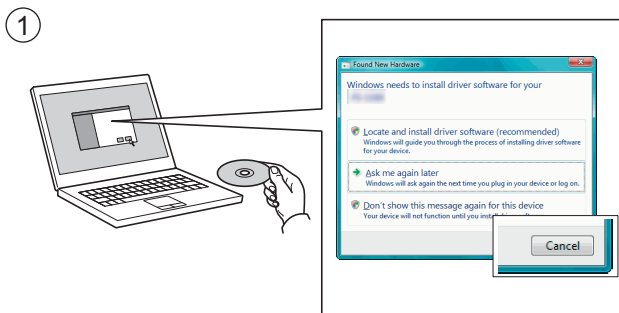 1
Found New Hardware
Windows needs to install driver software for your
Locate and install driver software (recommended)
Windows will guide you through the process of installing driver software
for your device.
Ask me again later
Windows will ask again the next time you plug in your device or log on.
Don't show this message again for this device
Your device will not function until you
Cancel